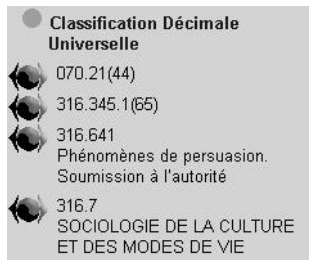 Classification Décimale
Universelle
070.21(44)
316.345.1(65)
316.641
Phénomènes de persuasion.
Soumission à l'autorité
316.7
SOCIOLOGIE DE LA CULTURE
ET DES MODES DE VIE